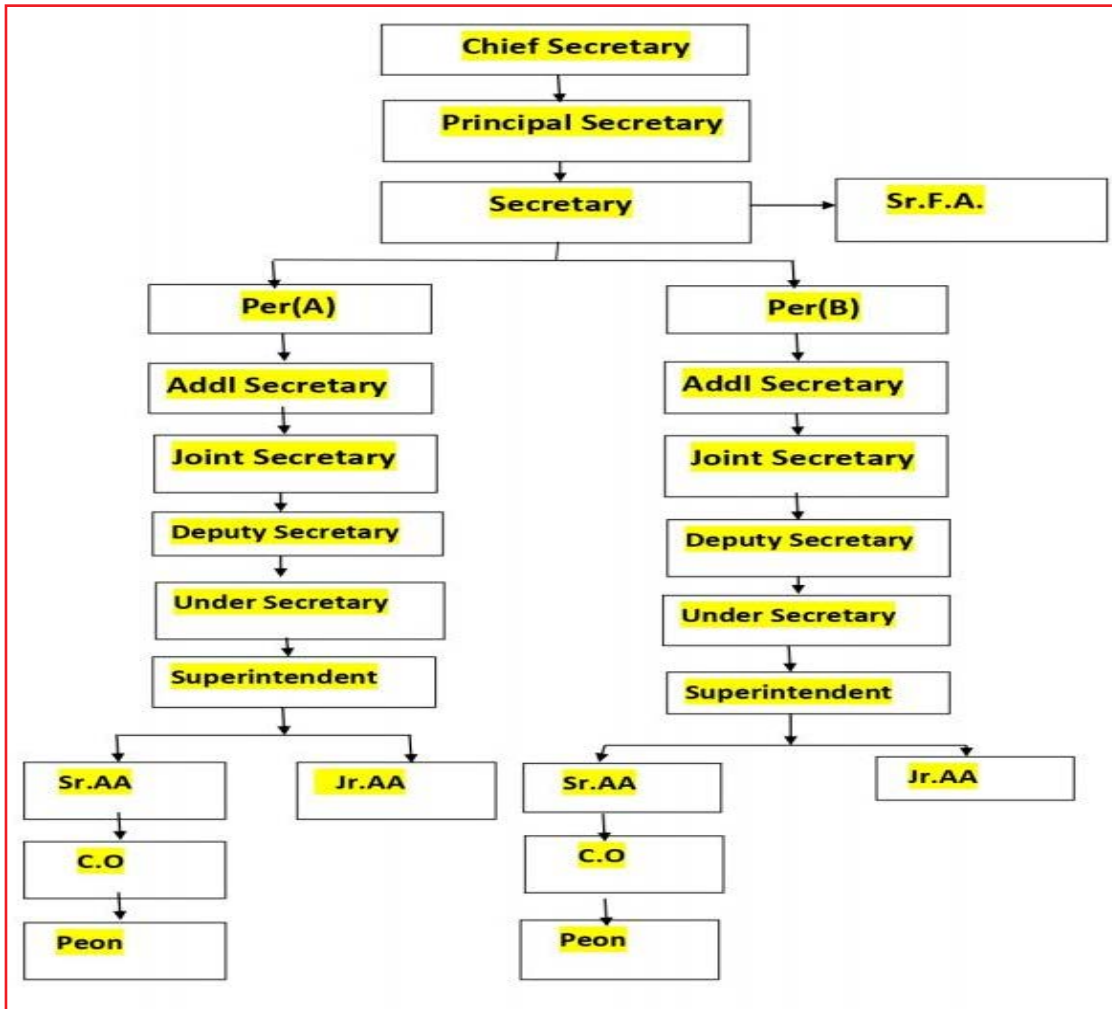 Chief Secretary
Principal Secretary
Secretary
Sr.F.A.
Per(A)
Per(B)
Addl Secretary
Addl Secretary
Joint Secretary
Joint Secretary
Deputy Secretary
Deputy Secretary
Under Secretary
Under Secretary
Superintendent
Superintendent
Sr.AA
Jr.AA
Sr.AA
Jr.AA
C.O
C.O
Peon
Peon